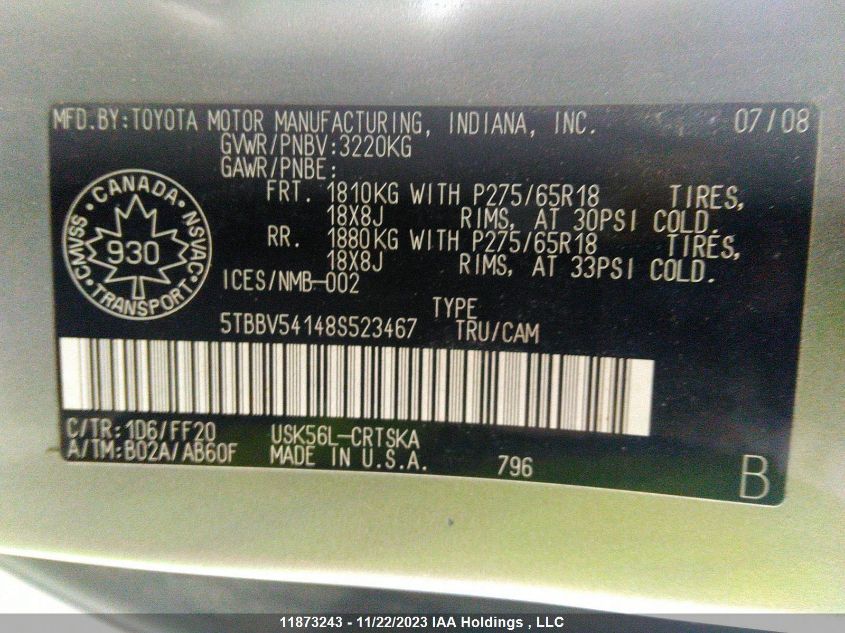 MFD.BY:TOYOTA MOTOR MANUFACTURING, INDIANA, INC. 07/08
GVWR/PNBV:3220KG
GAWR/PNBE:
FRT. 1810KG WITH P275/65R18 TIRES,
18X8J RIMS, AT 30PSI COLD.
RR. 1880KG WITH P275/65R18 TIRES,
18X8J RIMS, AT 33PSI COLD.
CANADA
CMVSS 930 NSVAC
TRANSPORT
ICES/NMB-002
TYPE
5TBBV54148S523467 TRU/CAM
C/TR:1D6/FF20 USK56L-CRTSKA
A/TM:B02A/AB60F MADE IN U.S.A. 796 B
11873243 - 11/22/2023 IAA Holdings , LLC